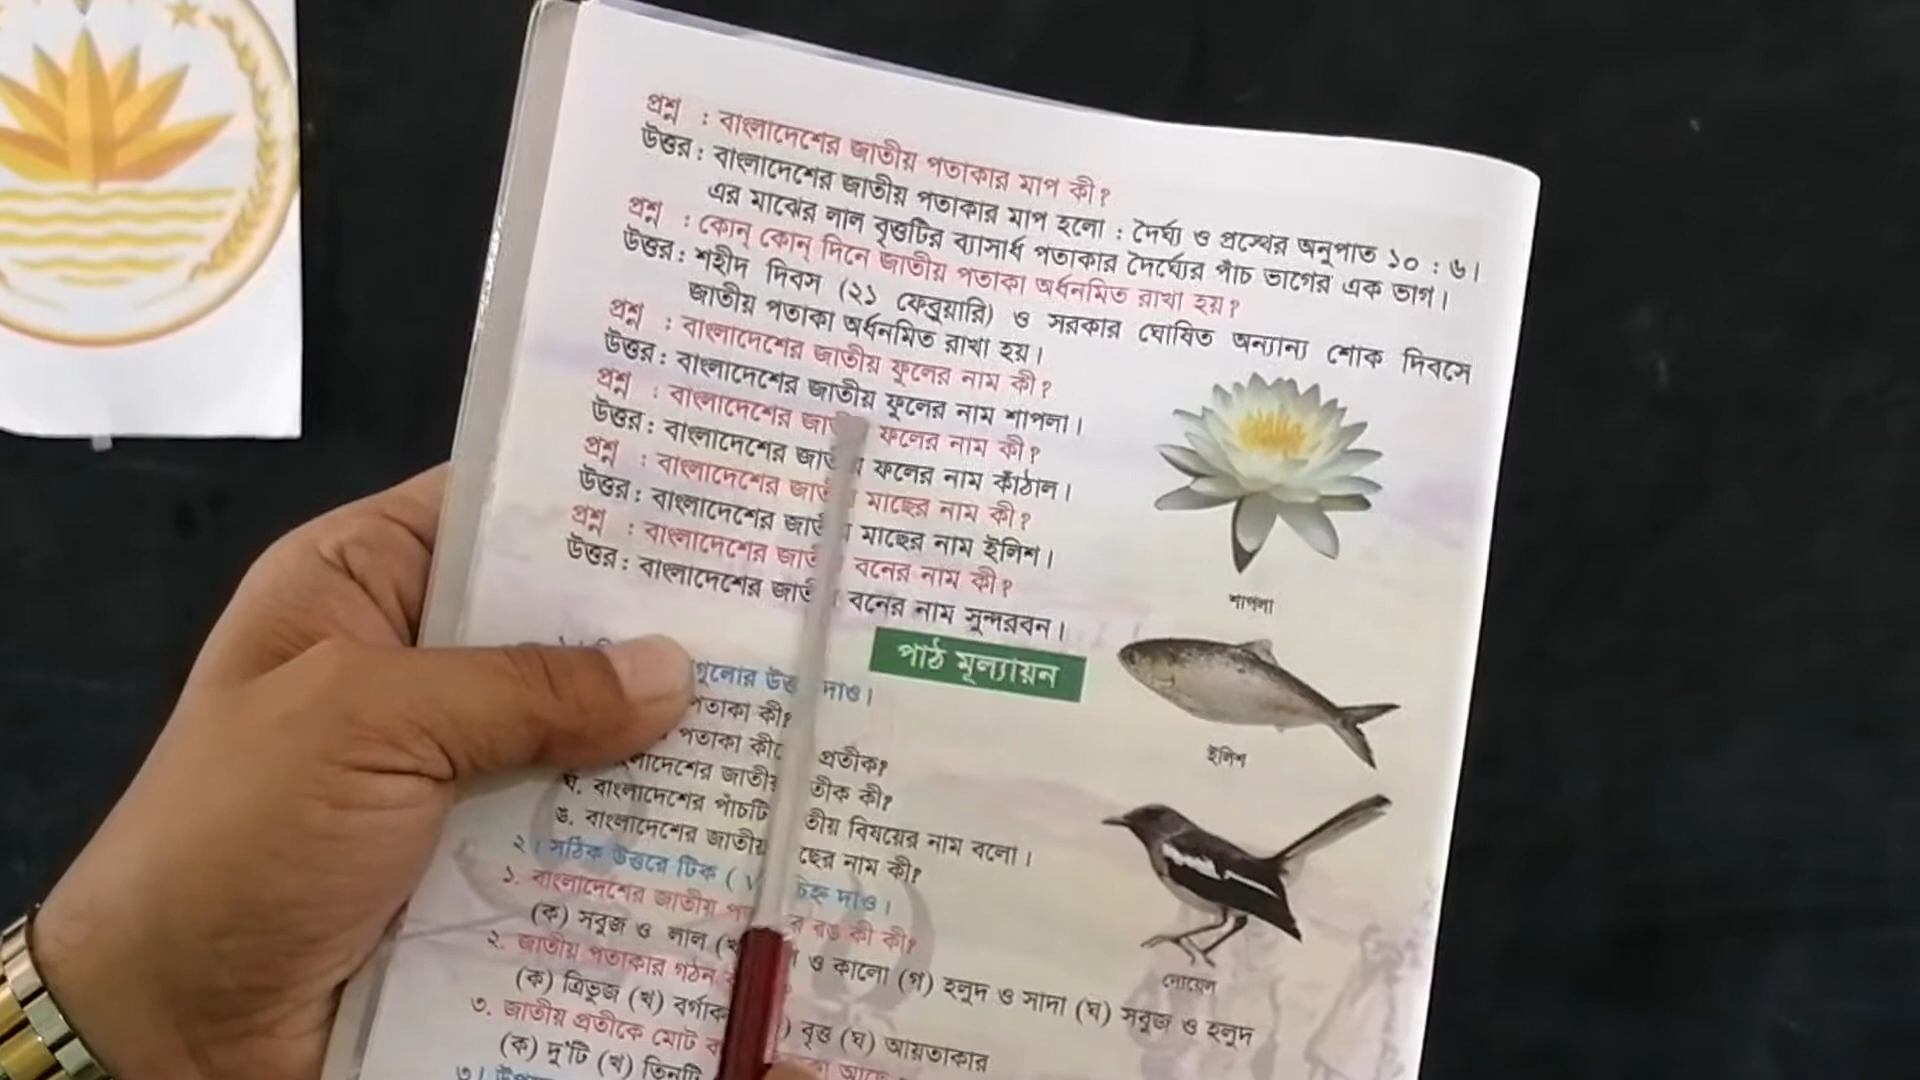 প্রশ্ন : বাংলাদেশের জাতীয় পতাকার মাপ কী?
উত্তর : বাংলাদেশের জাতীয় পতাকার মাপ হলো : দৈর্ঘ্য ও প্রস্থের অনুপাত ১০ : ৬।
এর মাঝের লাল বৃত্তটির ব্যাসার্ধ পতাকার দৈর্ঘ্যের পাঁচ ভাগের এক ভাগ।
প্রশ্ন : কোন্ কোন্ দিনে জাতীয় পতাকা অর্ধনমিত রাখা হয়?
উত্তর : শহীদ দিবস (২১ ফেব্রুয়ারি) ও সরকার ঘোষিত অন্যান্য শোক দিবসে
জাতীয় পতাকা অর্ধনমিত রাখা হয়।
প্রশ্ন : বাংলাদেশের জাতীয় ফুলের নাম কী?
উত্তর : বাংলাদেশের জাতীয় ফুলের নাম শাপলা।
প্রশ্ন : বাংলাদেশের ফলের নাম কী?
উত্তর : বাংলাদেশের ফলের নাম কাঁঠাল।
প্রশ্ন : বাংলাদেশের মাছের নাম কী?
উত্তর : বাংলাদেশের মাছের নাম ইলিশ।
প্রশ্ন : বাংলাদেশের বনের নাম কী?
উত্তর : বাংলাদেশের বনের নাম সুন্দরবন।
শাপলা
পাঠ মূল্যায়ন
ইলিশ
দোয়েল
গুলোর দাও।
পতাকা কী?
পতাকা প্রতীক?
কী?
ঘ. বাংলাদেশের পাঁচটি বিষয়ের নাম বলো।
ঙ. বাংলাদেশের জাতীয় নাম কী?
২। সঠিক উত্তরে টিক দাও।
১. বাংলাদেশের জাতীয় রঙ কী কী?
(ক) সবুজ ও লাল ও কালো (গ) হলুদ ও সাদা (ঘ) সবুজ ও হলুদ
২. জাতীয় পতাকার গঠন
(ক) ত্রিভুজ (খ) বৃত্ত (ঘ) আয়তাকার
৩. জাতীয় প্রতীকে মোট
(ক) দু'টি (খ) তিনটি
৩।